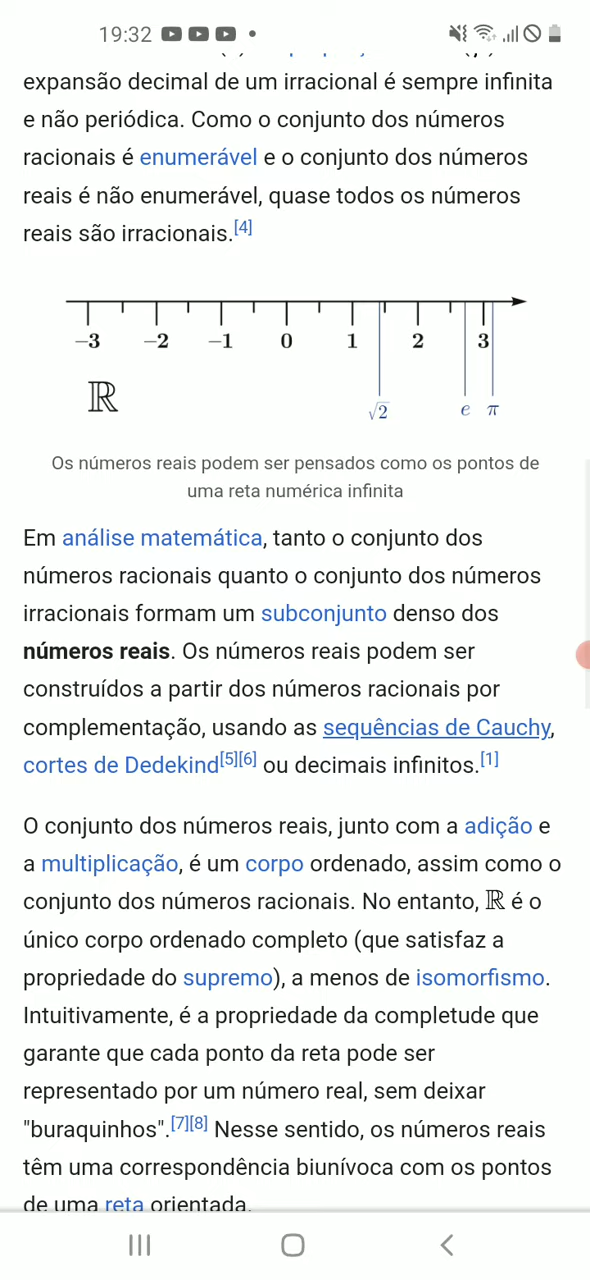 19:32
expansão decimal de um irracional é sempre infinita
e não periódica. Como o conjunto dos números
racionais é enumerável e o conjunto dos números
reais é não enumerável, quase todos os números
reais são irracionais.[4]
−3 −2 −1 0 1 2 3
ℝ
√2 e π
Os números reais podem ser pensados como os pontos de
uma reta numérica infinita
Em análise matemática, tanto o conjunto dos
números racionais quanto o conjunto dos números
irracionais formam um subconjunto denso dos
números reais. Os números reais podem ser
construídos a partir dos números racionais por
complementação, usando as sequências de Cauchy,
cortes de Dedekind[5][6] ou decimais infinitos.[1]
O conjunto dos números reais, junto com a adição e
a multiplicação, é um corpo ordenado, assim como o
conjunto dos números racionais. No entanto, ℝ é o
único corpo ordenado completo (que satisfaz a
propriedade do supremo), a menos de isomorfismo.
Intuitivamente, é a propriedade da completude que
garante que cada ponto da reta pode ser
representado por um número real, sem deixar
"buraquinhos".[7][8] Nesse sentido, os números reais
têm uma correspondência biunívoca com os pontos
de uma reta orientada.